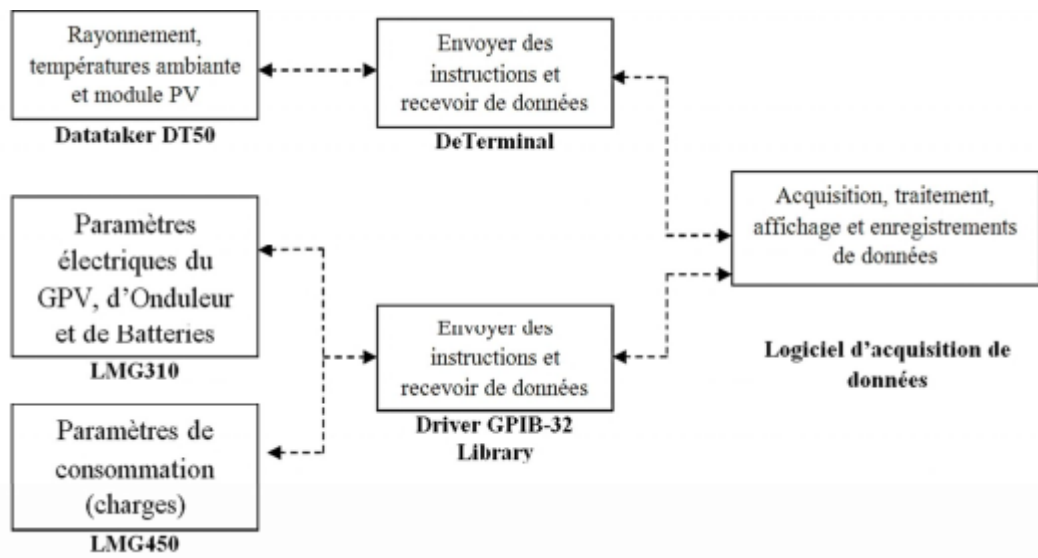 Rayonnement,
températures ambiante
et module PV
Datataker DT50
Envoyer des
instructions et
recevoir de données
DeTerminal
Paramètres
électriques du
GPV, d’Onduleur
et de Batteries
LMG310
Paramètres de
consommation
(charges)
LMG450
Envoyer des
instructions et
recevoir de données
Driver GPIB-32
Library
Acquisition, traitement,
affichage et enregistrements
de données
Logiciel d’acquisition de
données